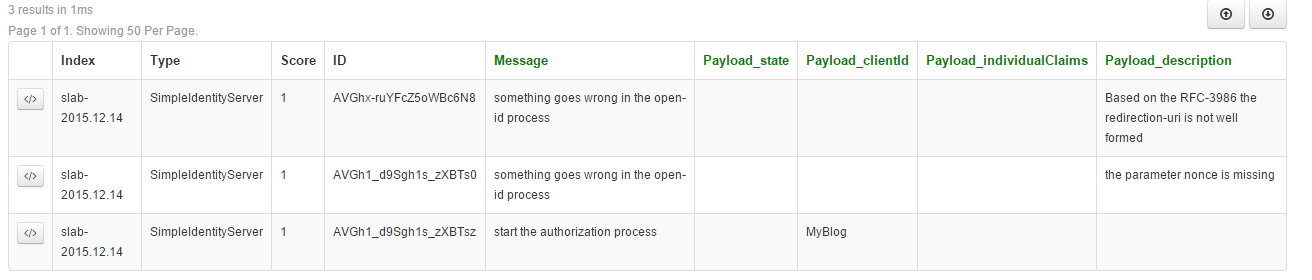 3 results in 1ms
Page 1 of 1. Showing 50 Per Page.
Index Type Score ID Message Payload_state Payload_clientId Payload_individualClaims Payload_description
</> slab-2015.12.14 SimpleIdentityServer 1 AVGhx-ruYFcZ5oWBc6N8 something goes wrong in the open-id process Based on the RFC-3986 the redirection-uri is not well formed
</> slab-2015.12.14 SimpleIdentityServer 1 AVGh1_d9Sgh1s_zXBTs0 something goes wrong in the open-id process the parameter nonce is missing
</> slab-2015.12.14 SimpleIdentityServer 1 AVGh1_d9Sgh1s_zXBTsz start the authorization process MyBlog